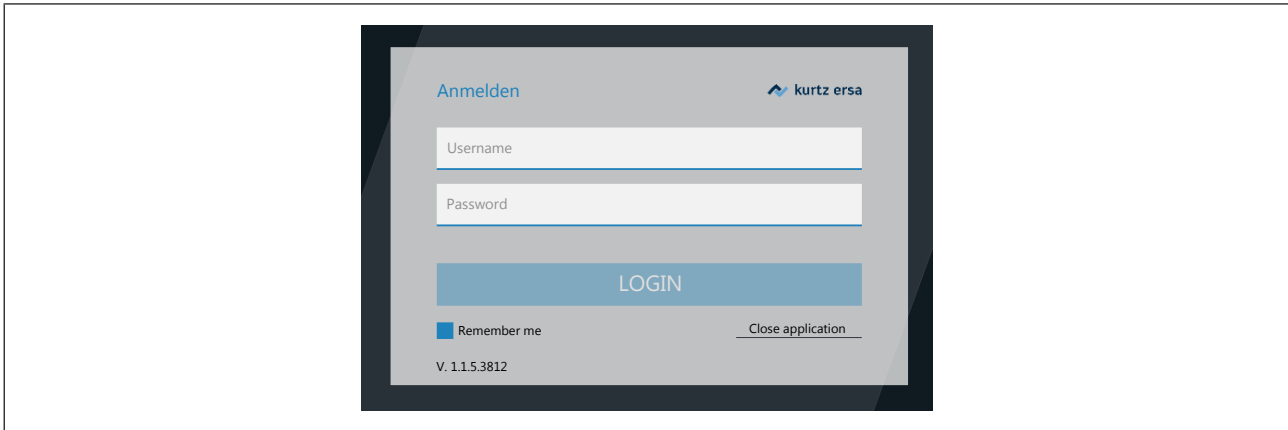 Anmelden
kurtz ersa
Username
Password
LOGIN
Remember me
Close application
V. 1.1.5.3812